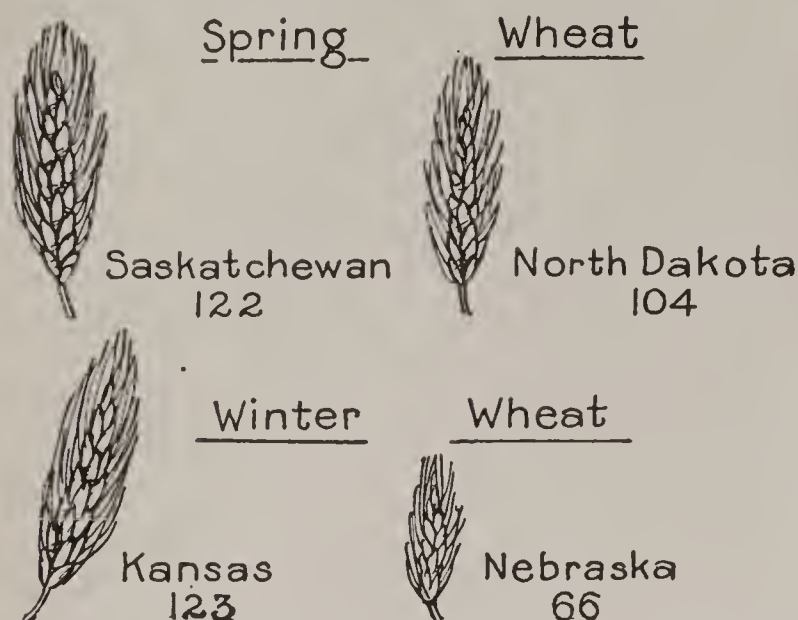 Spring Wheat
Saskatchewan North Dakota
122 104
Winter Wheat
Kansas Nebraska
123 66